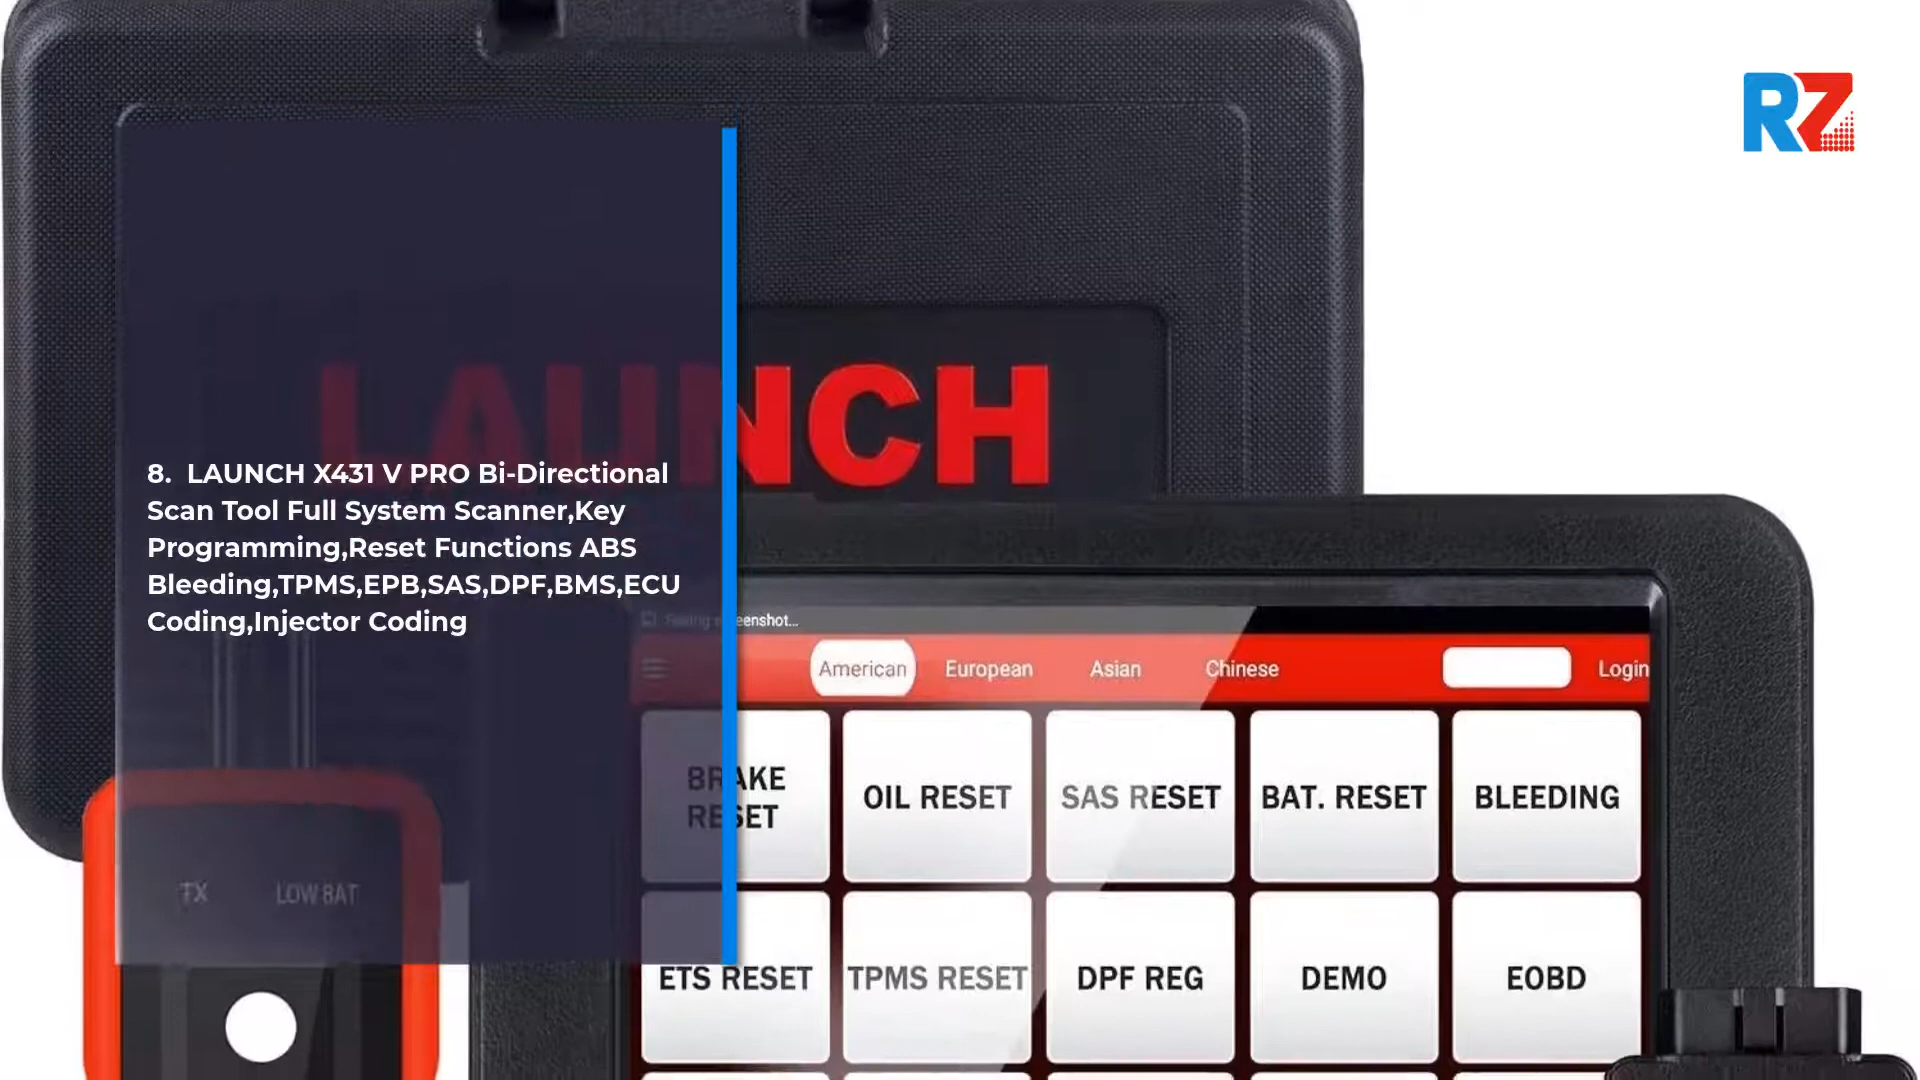 RZ
LAUNCH
8. LAUNCH X431 V PRO Bi-Directional
Scan Tool Full System Scanner,Key
Programming,Reset Functions ABS
Bleeding,TPMS,EPB,SAS,DPF,BMS,ECU
Coding,Injector Coding
Saving screenshot...
American European Asian Chinese Login
BRAKE RESET
OIL RESET
SAS RESET
BAT. RESET
BLEEDING
TX LOW BAT
ETS RESET
TPMS RESET
DPF REG
DEMO
EOBD